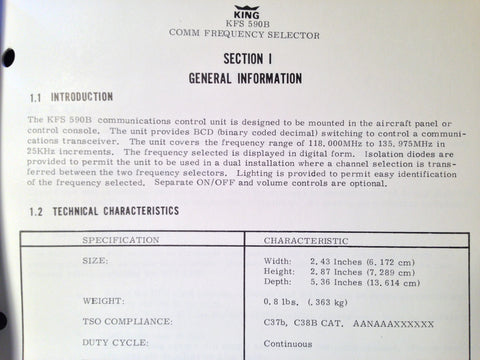 KING
KFS 590B
COMM FREQUENCY SELECTOR
SECTION I
GENERAL INFORMATION
1.1 INTRODUCTION
The KFS 590B communications control unit is designed to be mounted in the aircraft panel or
control console. The unit provides BCD (binary coded decimal) switching to control a communi-
cations transceiver. The unit covers the frequency range of 118.000MHz to 135.975MHz in
25KHz increments. The frequency selected is displayed in digital form. Isolation diodes are
provided to permit the unit to be used in a dual installation where a channel selection is trans-
ferred between the two frequency selectors. Lighting is provided to permit easy identification
of the frequency selected. Separate ON/OFF and volume controls are optional.
1.2 TECHNICAL CHARACTERISTICS
SPECIFICATION CHARACTERISTIC
SIZE: Width: 2.43 Inches (6.172 cm)
Height: 2.87 Inches (7.289 cm)
Depth: 5.36 Inches (13.614 cm)
WEIGHT: 0.8 lbs. (.363 kg)
TSO COMPLIANCE: C37b, C38B CAT. AANAAAXXXXXX
DUTY CYCLE: Continuous